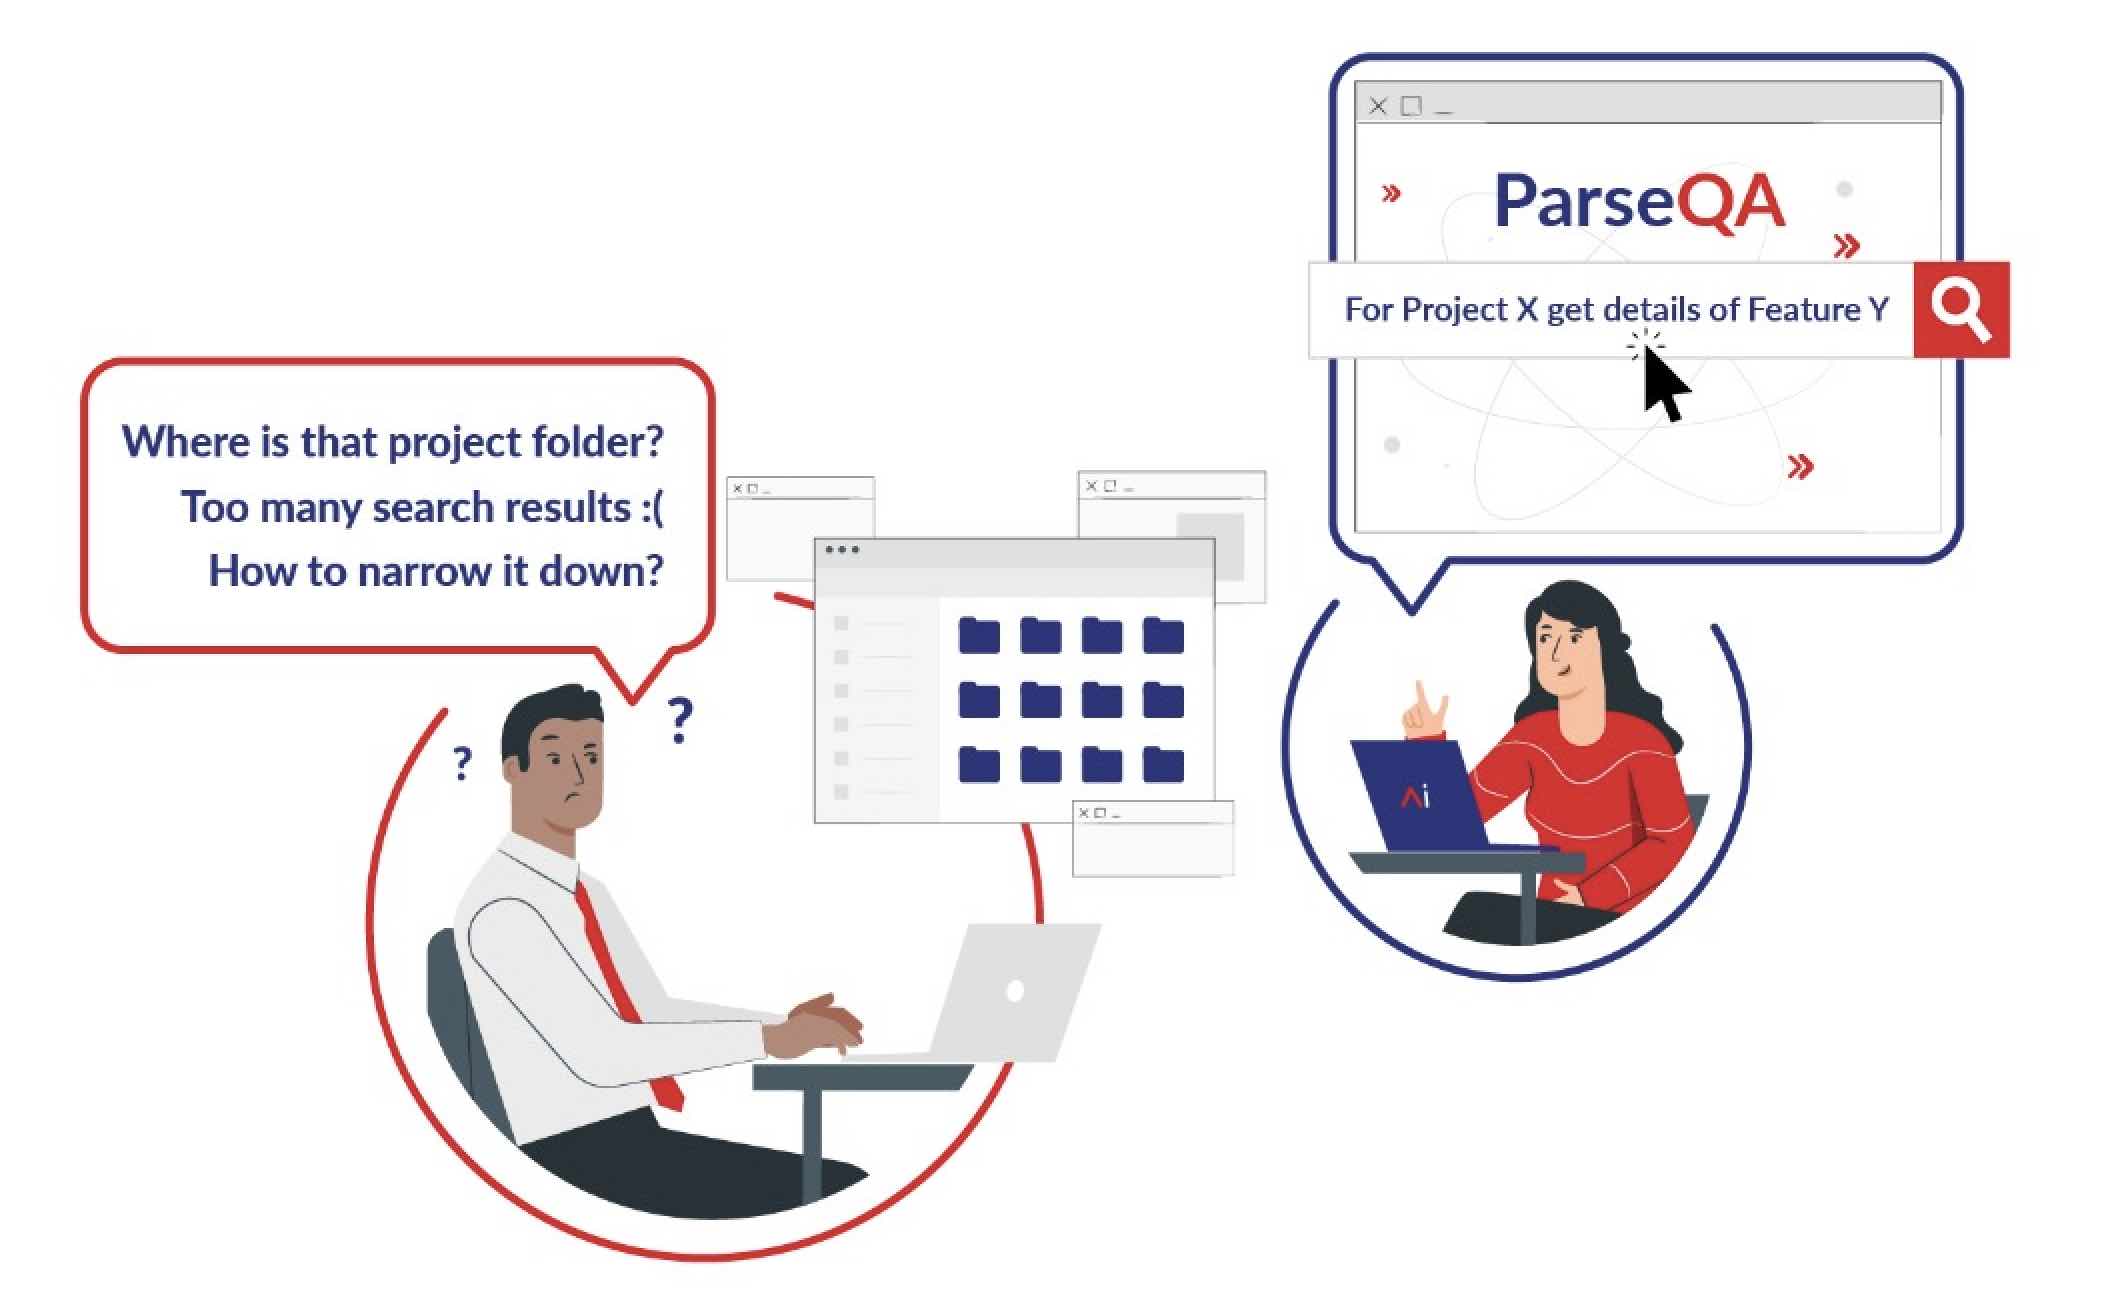 Where is that project folder?
Too many search results :(
How to narrow it down?
?
?
ParseQA
For Project X get details of Feature Y
Ai